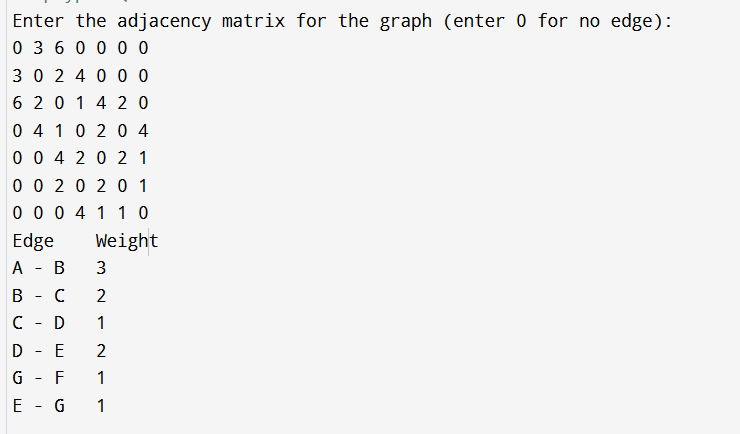 Enter the adjacency matrix for the graph (enter 0 for no edge):
0 3 6 0 0 0 0
3 0 2 4 0 0 0
6 2 0 1 4 2 0
0 4 1 0 2 0 4
0 0 4 2 0 2 1
0 0 2 0 2 0 1
0 0 0 4 1 1 0
Edge    Weight
A - B   3
B - C   2
C - D   1
D - E   2
G - F   1
E - G   1